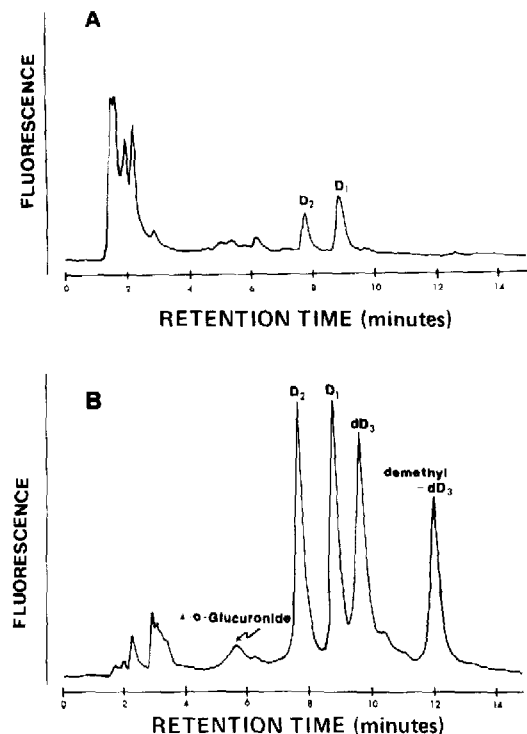 A
FLUORESCENCE
D2 D1
0 2 4 6 8 10 12 14
RETENTION TIME (minutes)
B
FLUORESCENCE
D2 D1
dD3
demethyl
-dD3
o-Glucuronide
0 2 4 6 8 10 12 14
RETENTION TIME (minutes)